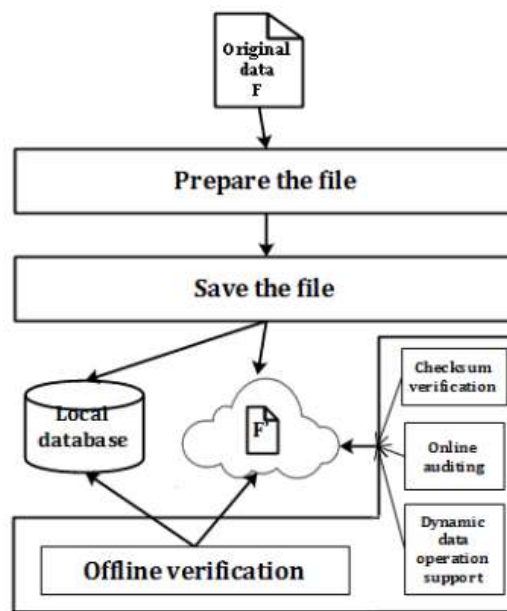 Original
data
F
Prepare the file
Save the file
Local
database
F'
Checksum
verification
Online
auditing
Dynamic
data
operation
support
Offline verification